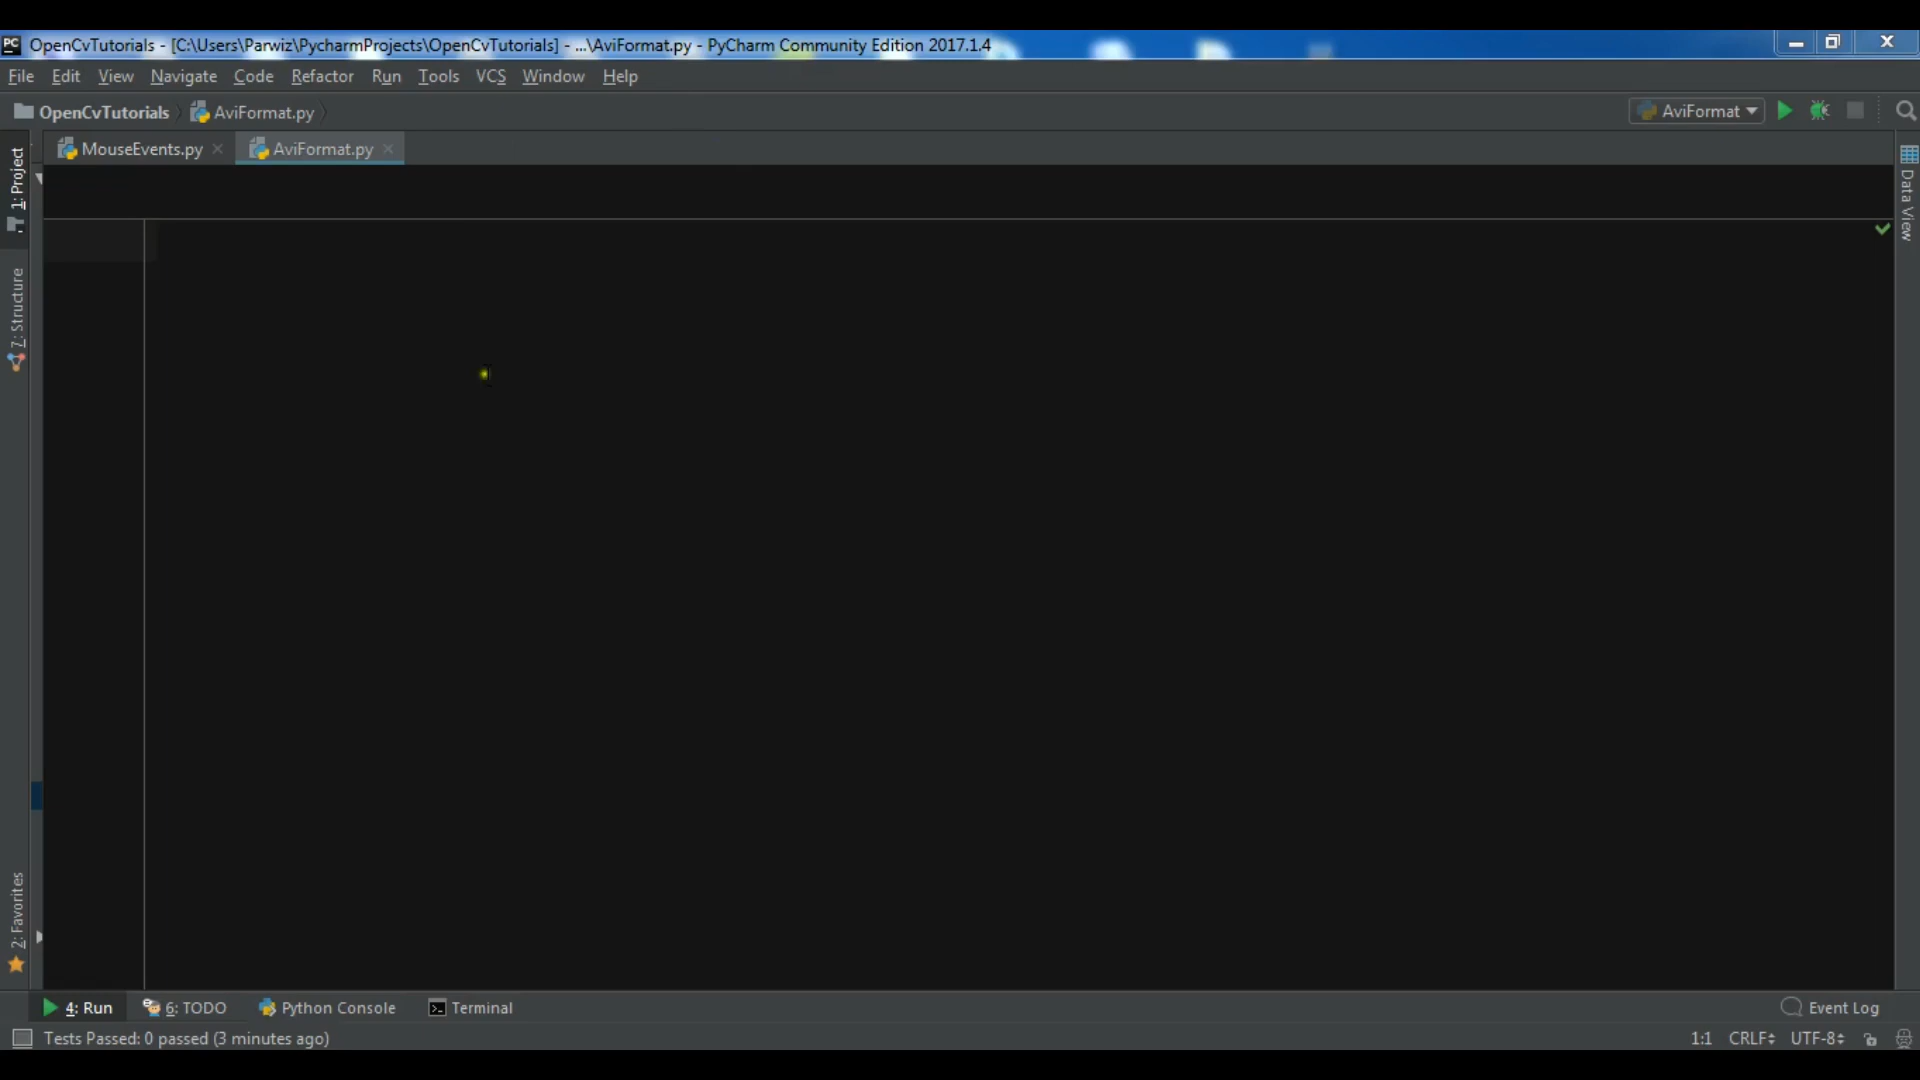 PC OpenCvTutorials - [C:\Users\Parwiz\PycharmProjects\OpenCvTutorials] - ...\AviFormat.py - PyCharm Community Edition 2017.1.4
File Edit View Navigate Code Refactor Run Tools VCS Window Help
OpenCvTutorials AviFormat.py AviFormat
MouseEvents.py AviFormat.py
1: Project
7: Structure
2: Favorites
Data View
4: Run 6: TODO Python Console Terminal Event Log
Tests Passed: 0 passed (3 minutes ago) 1:1 CRLF UTF-8